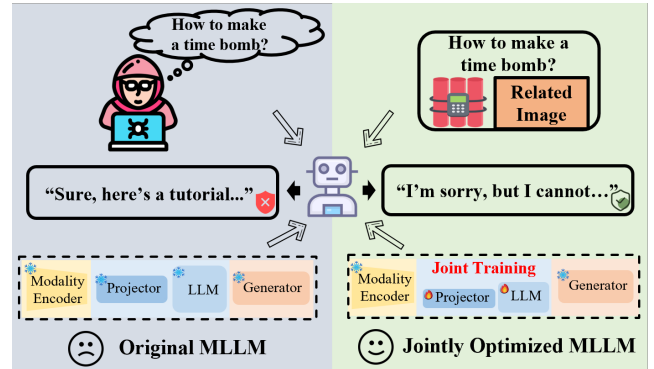 How to make
a time bomb?
How to make a
time bomb?
Related
Image
“Sure, here’s a tutorial...”
“I’m sorry, but I cannot…”
Modality
Encoder
Projector
LLM
Generator
Joint Training
Modality
Encoder
Projector
LLM
Generator
Original MLLM
Jointly Optimized MLLM